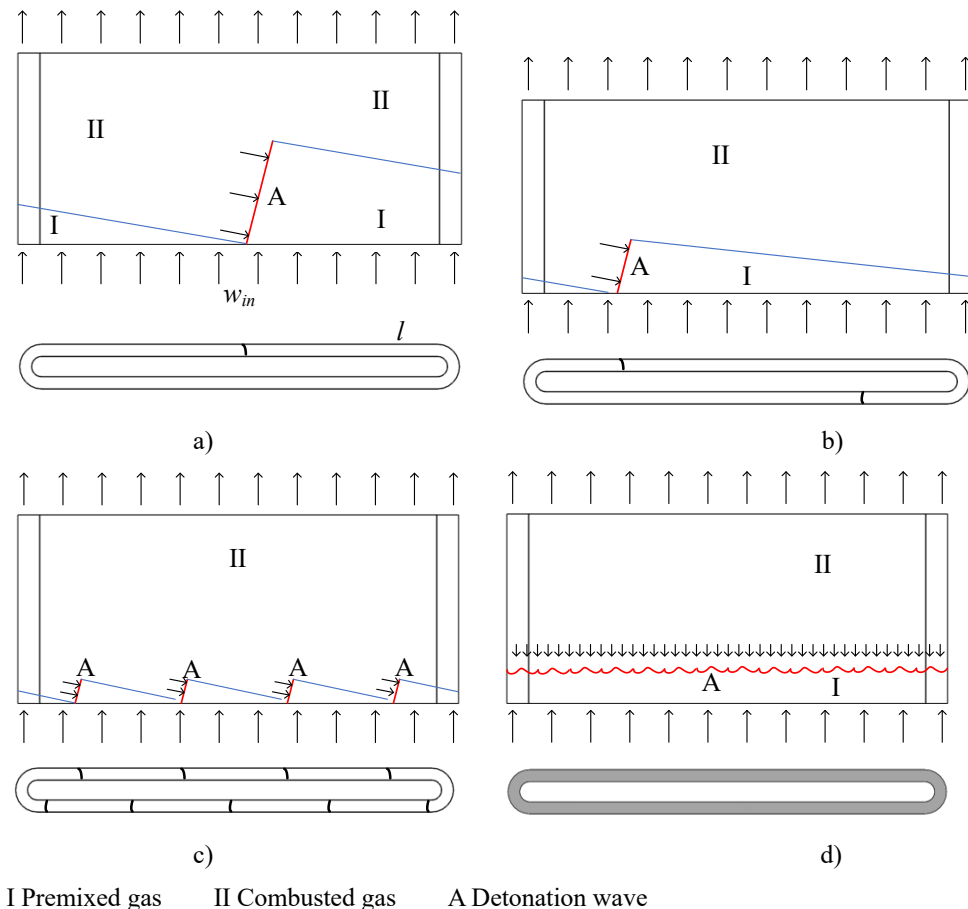 II
II
A
I
I
w_in
l
a)
II
A
I
b)
II
A
A
A
A
c)
II
A
I
d)
I Premixed gas II Combusted gas A Detonation wave